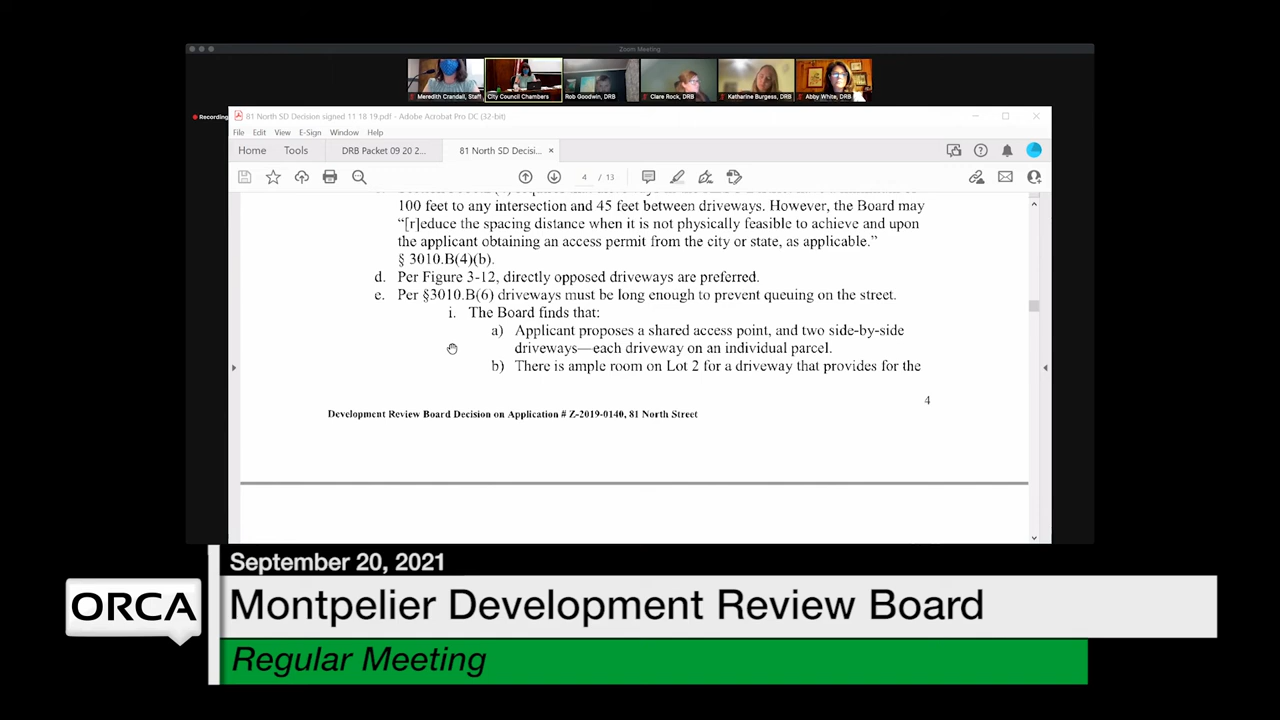 Zoom Meeting
Meredith Crandall, Staff
City Council Chambers
Rob Goodwin, DRB
Clare Rock, DRB
Katharine Burgess, DRB
Abby White, DRB
Recording
81 North SD Decision signed 11 18 19.pdf - Adobe Acrobat Pro DC (32-bit)
File Edit View E-Sign Window Help
Home Tools DRB Packet 09 20 2... 81 North SD Decisi... ×
4 / 13
100 feet to any intersection and 45 feet between driveways. However, the Board may
“[r]educe the spacing distance when it is not physically feasible to achieve and upon
the applicant obtaining an access permit from the city or state, as applicable.”
§ 3010.B(4)(b).
d. Per Figure 3-12, directly opposed driveways are preferred.
e. Per §3010.B(6) driveways must be long enough to prevent queuing on the street.
i. The Board finds that:
a) Applicant proposes a shared access point, and two side-by-side
driveways—each driveway on an individual parcel.
b) There is ample room on Lot 2 for a driveway that provides for the
4
Development Review Board Decision on Application # Z-2019-0140, 81 North Street
September 20, 2021
ORCA
Montpelier Development Review Board
Regular Meeting